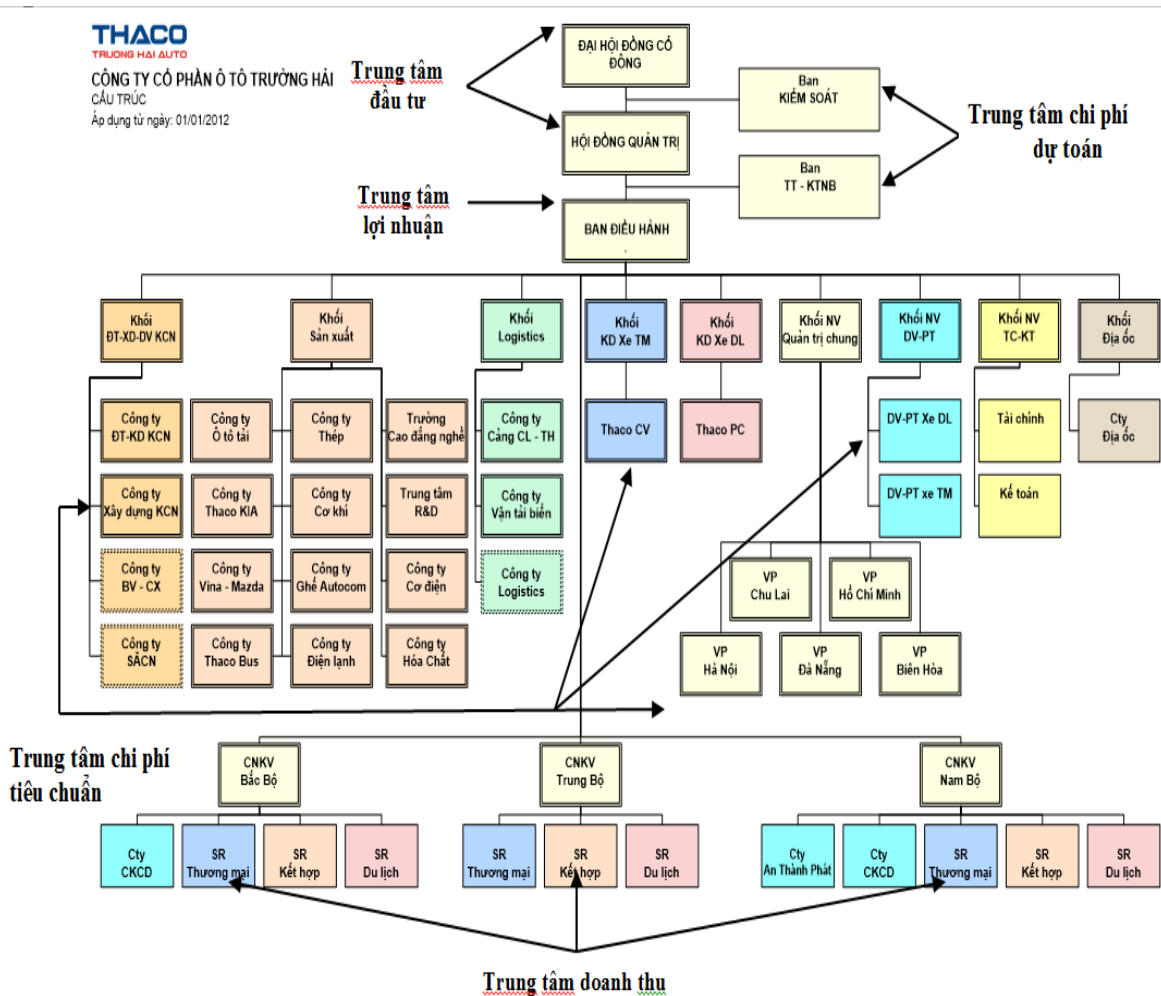 THACO
TRUONG HAI AUTO
CÔNG TY CỔ PHẦN Ô TÔ TRƯỜNG HẢI
CẤU TRÚC
Áp dụng từ ngày: 01/01/2012
ĐẠI HỘI ĐỒNG CỔ
ĐÔNG
Trung tâm
đầu tư
Ban
KIỂM SOÁT
Trung tâm chi phí
dự toán
HỘI ĐỒNG QUẢN TRỊ
Ban
TT - KTNB
Trung tâm
lợi nhuận
BAN ĐIỀU HÀNH
Khối
ĐT-XD-DV KCN
Khối
Sản xuất
Khối
Logistics
Khối
KD Xe TM
Khối
KD Xe DL
Khối NV
Quản trị chung
Khối NV
DV-PT
Khối NV
TC-KT
Khối
Địa ốc
Công ty
ĐT-KD KCN
Công ty
Ô tô tải
Công ty
Thép
Trường
Cao đẳng nghề
Công ty
Cảng CL - TH
Thaco CV
Thaco PC
DV-PT Xe DL
Tài chính
Cty
Địa ốc
Công ty
Xây dựng KCN
Công ty
Thaco KIA
Công ty
Cơ khí
Trung tâm
R&D
Công ty
Vận tải biển
DV-PT xe TM
Kế toán
Công ty
BV - CX
Công ty
Vina - Mazda
Công ty
Ghế Autocom
Công ty
Cơ điện
Công ty
Logistics
VP
Chu Lai
VP
Hồ Chí Minh
Công ty
SĂCN
Công ty
Thaco Bus
Công ty
Điện lạnh
Công ty
Hóa Chất
VP
Hà Nội
VP
Đà Nẵng
VP
Biên Hòa
Trung tâm chi phí
tiêu chuẩn
CNKV
Bắc Bộ
CNKV
Trung Bộ
CNKV
Nam Bộ
Cty
CKCD
SR
Thương mại
SR
Kết hợp
SR
Du lịch
SR
Thương mại
SR
Kết hợp
SR
Du lịch
Cty
An Thành Phát
Cty
CKCD
SR
Thương mại
SR
Kết hợp
SR
Du lịch
Trung tâm doanh thu